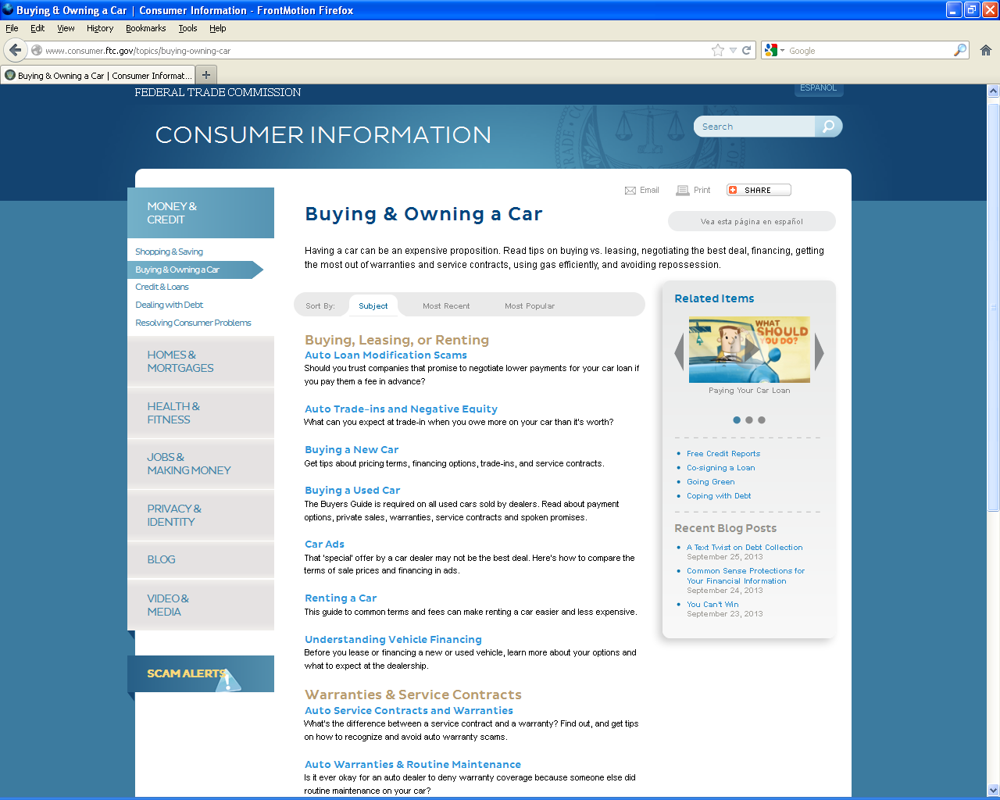 Buying & Owning a Car | Consumer Information - FrontMotion Firefox
File Edit View History Bookmarks Tools Help
www.consumer.ftc.gov/topics/buying-owning-car
Google
Buying & Owning a Car | Consumer Informat...
FEDERAL TRADE COMMISSION
ESPAÑOL
CONSUMER INFORMATION
Search
MONEY &
CREDIT
Shopping & Saving
Buying & Owning a Car
Credit & Loans
Dealing with Debt
Resolving Consumer Problems
HOMES &
MORTGAGES
HEALTH &
FITNESS
JOBS &
MAKING MONEY
PRIVACY &
IDENTITY
BLOG
VIDEO &
MEDIA
SCAM ALERTS
Email
Print
SHARE
Buying & Owning a Car
Vea esta página en español
Having a car can be an expensive proposition. Read tips on buying vs. leasing, negotiating the best deal, financing, getting
the most out of warranties and service contracts, using gas efficiently, and avoiding repossession.
Sort By: Subject Most Recent Most Popular
Buying, Leasing, or Renting
Auto Loan Modification Scams
Should you trust companies that promise to negotiate lower payments for your car loan if
you pay them a fee in advance?
Auto Trade-ins and Negative Equity
What can you expect at trade-in when you owe more on your car than it's worth?
Buying a New Car
Get tips about pricing terms, financing options, trade-ins, and service contracts.
Buying a Used Car
The Buyers Guide is required on all used cars sold by dealers. Read about payment
options, private sales, warranties, service contracts and spoken promises.
Car Ads
That 'special' offer by a car dealer may not be the best deal. Here's how to compare the
terms of sale prices and financing in ads.
Renting a Car
This guide to common terms and fees can make renting a car easier and less expensive.
Understanding Vehicle Financing
Before you lease or financing a new or used vehicle, learn more about your options and
what to expect at the dealership.
Warranties & Service Contracts
Auto Service Contracts and Warranties
What's the difference between a service contract and a warranty? Find out, and get tips
on how to recognize and avoid auto warranty scams.
Auto Warranties & Routine Maintenance
Is it ever okay for an auto dealer to deny warranty coverage because someone else did
routine maintenance on your car?
Related Items
WHAT
SHOULD
YOU DO?
Paying Your Car Loan
Free Credit Reports
Co-signing a Loan
Going Green
Coping with Debt
Recent Blog Posts
A Text Twist on Debt Collection
September 25, 2013
Common Sense Protections for
Your Financial Information
September 24, 2013
You Can't Win
September 23, 2013